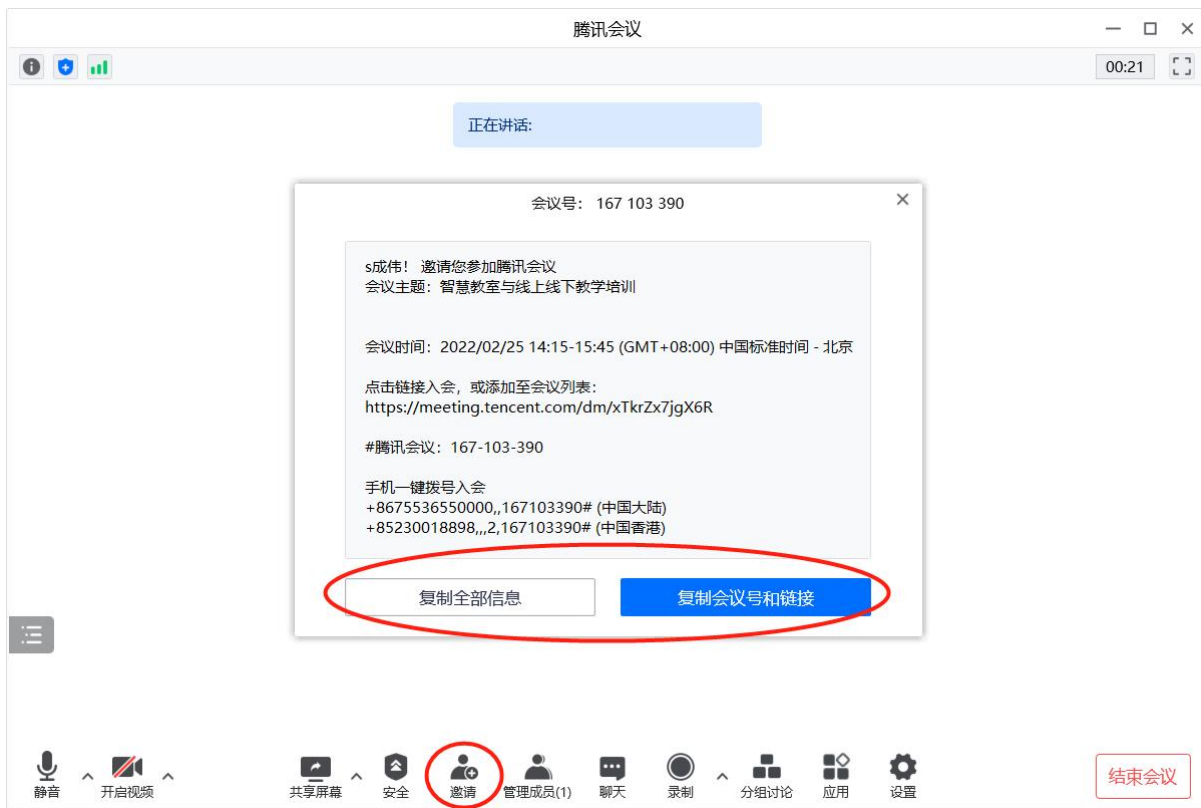 腾讯会议
00:21
正在讲话:
会议号: 167 103 390
s成伟! 邀请您参加腾讯会议
会议主题: 智慧教室与线上线下教学培训
会议时间: 2022/02/25 14:15-15:45 (GMT+08:00) 中国标准时间 - 北京
点击链接入会, 或添加至会议列表:
https://meeting.tencent.com/dm/xTkrZx7jgX6R
#腾讯会议: 167-103-390
手机一键拨号入会
+8675536550000,,167103390# (中国大陆)
+85230018898,,,2,167103390# (中国香港)
复制全部信息 复制会议号和链接
静音 开启视频 共享屏幕 安全 邀请 管理成员(1) 聊天 录制 分组讨论 应用 设置 结束会议